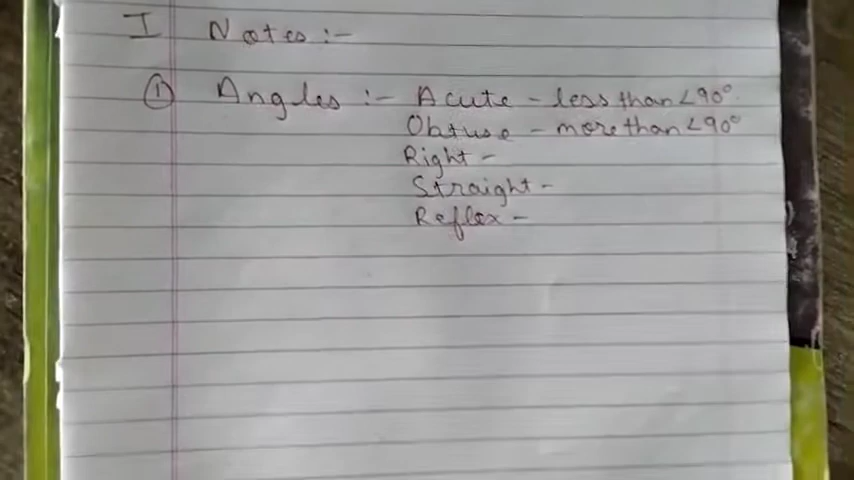 I Notes :-
① Angles :- Acute - less than ∠90°
Obtuse - more than ∠90°
Right -
Straight -
Reflex -